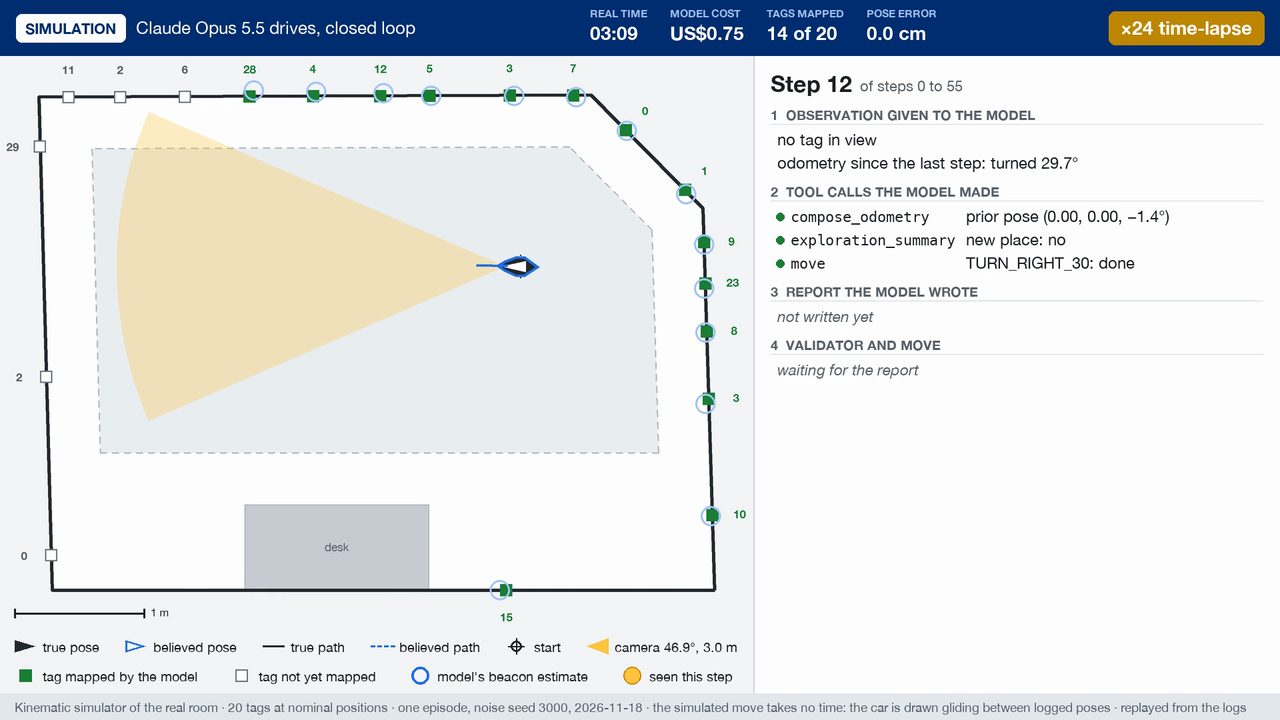 SIMULATION Claude Opus 5.5 drives, closed loop
REAL TIME MODEL COST TAGS MAPPED POSE ERROR
03:09 US$0.75 14 of 20 0.0 cm
×24 time-lapse
11 2 6 28 4 12 5 3 7
0
1
29
9
23
8
2
3
10
0
desk
15
1 m
true pose believed pose true path believed path start camera 46.9°, 3.0 m
tag mapped by the model tag not yet mapped model's beacon estimate seen this step
Step 12 of steps 0 to 55
1 OBSERVATION GIVEN TO THE MODEL
no tag in view
odometry since the last step: turned 29.7°
2 TOOL CALLS THE MODEL MADE
compose_odometry prior pose (0.00, 0.00, −1.4°)
exploration_summary new place: no
move TURN_RIGHT_30: done
3 REPORT THE MODEL WROTE
not written yet
4 VALIDATOR AND MOVE
waiting for the report
Kinematic simulator of the real room · 20 tags at nominal positions · one episode, noise seed 3000, 2026-11-18 · the simulated move takes no time: the car is drawn gliding between logged poses · replayed from the logs